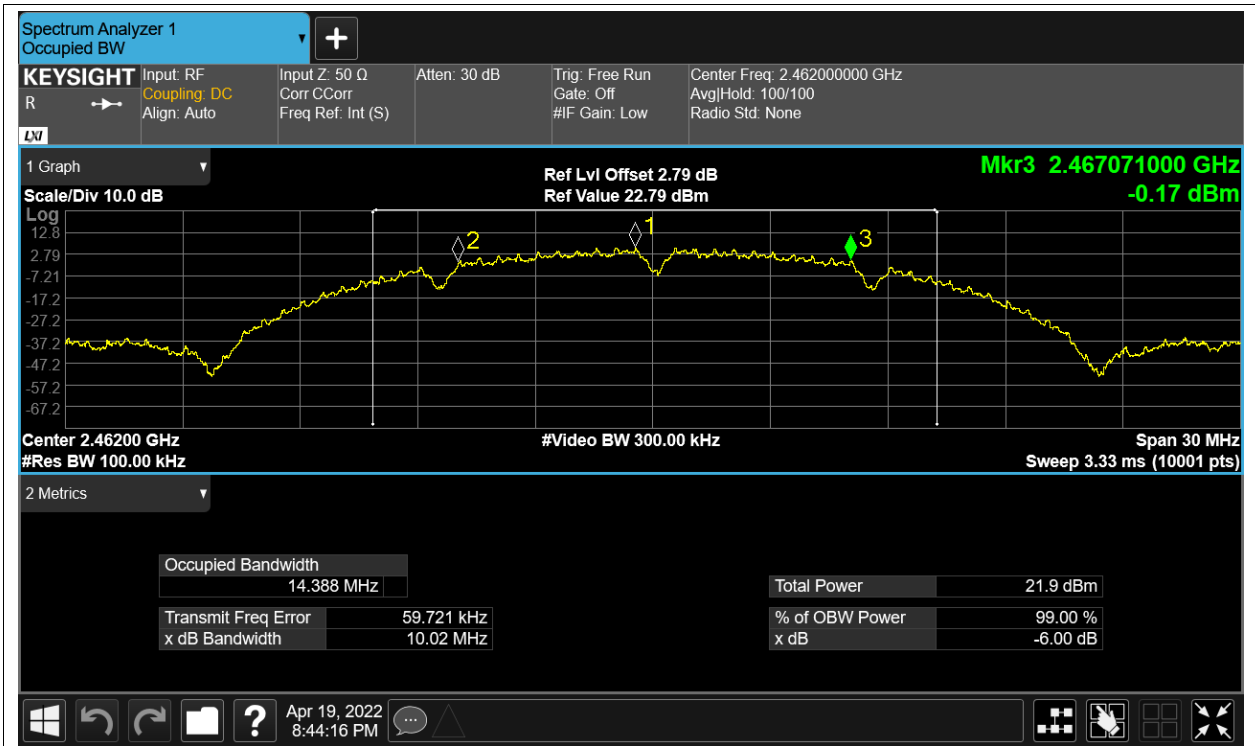 Spectrum Analyzer 1
Occupied BW
KEYSIGHT
R
LXI
Input: RF
Coupling: DC
Align: Auto
Input Z: 50 Ω
Corr CCorr
Freq Ref: Int (S)
Atten: 30 dB
Trig: Free Run
Gate: Off
#IF Gain: Low
Center Freq: 2.462000000 GHz
Avg|Hold: 100/100
Radio Std: None
1 Graph
Scale/Div 10.0 dB
Ref Lvl Offset 2.79 dB
Ref Value 22.79 dBm
Mkr3 2.467071000 GHz
-0.17 dBm
Log
12.8
2.79
-7.21
-17.2
-27.2
-37.2
-47.2
-57.2
-67.2
2
1
3
Center 2.46200 GHz
#Res BW 100.00 kHz
#Video BW 300.00 kHz
Span 30 MHz
Sweep 3.33 ms (10001 pts)
2 Metrics
Occupied Bandwidth
14.388 MHz
Transmit Freq Error 59.721 kHz
x dB Bandwidth 10.02 MHz
Total Power 21.9 dBm
% of OBW Power 99.00 %
x dB -6.00 dB
?
Apr 19, 2022
8:44:16 PM